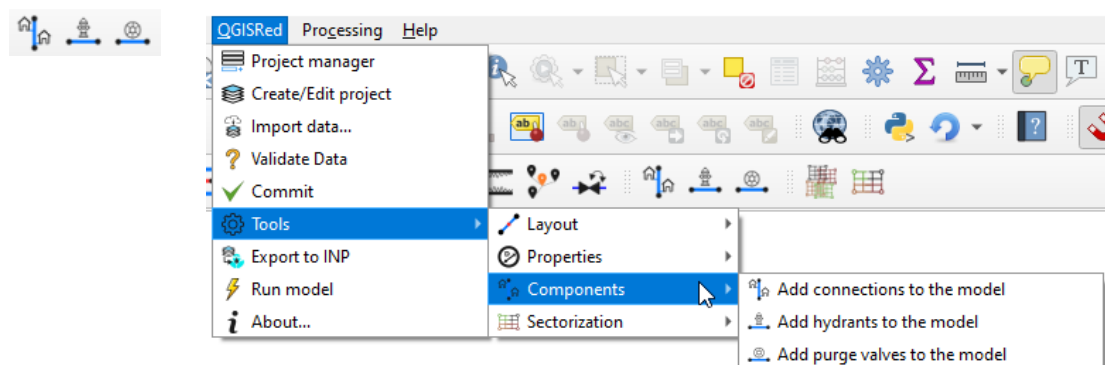 QGISRed Processing Help
Project manager
Create/Edit project
Import data...
Validate Data
Commit
Tools
Export to INP
Run model
About...
Layout
Properties
Components
Sectorization
Add connections to the model
Add hydrants to the model
Add purge valves to the model